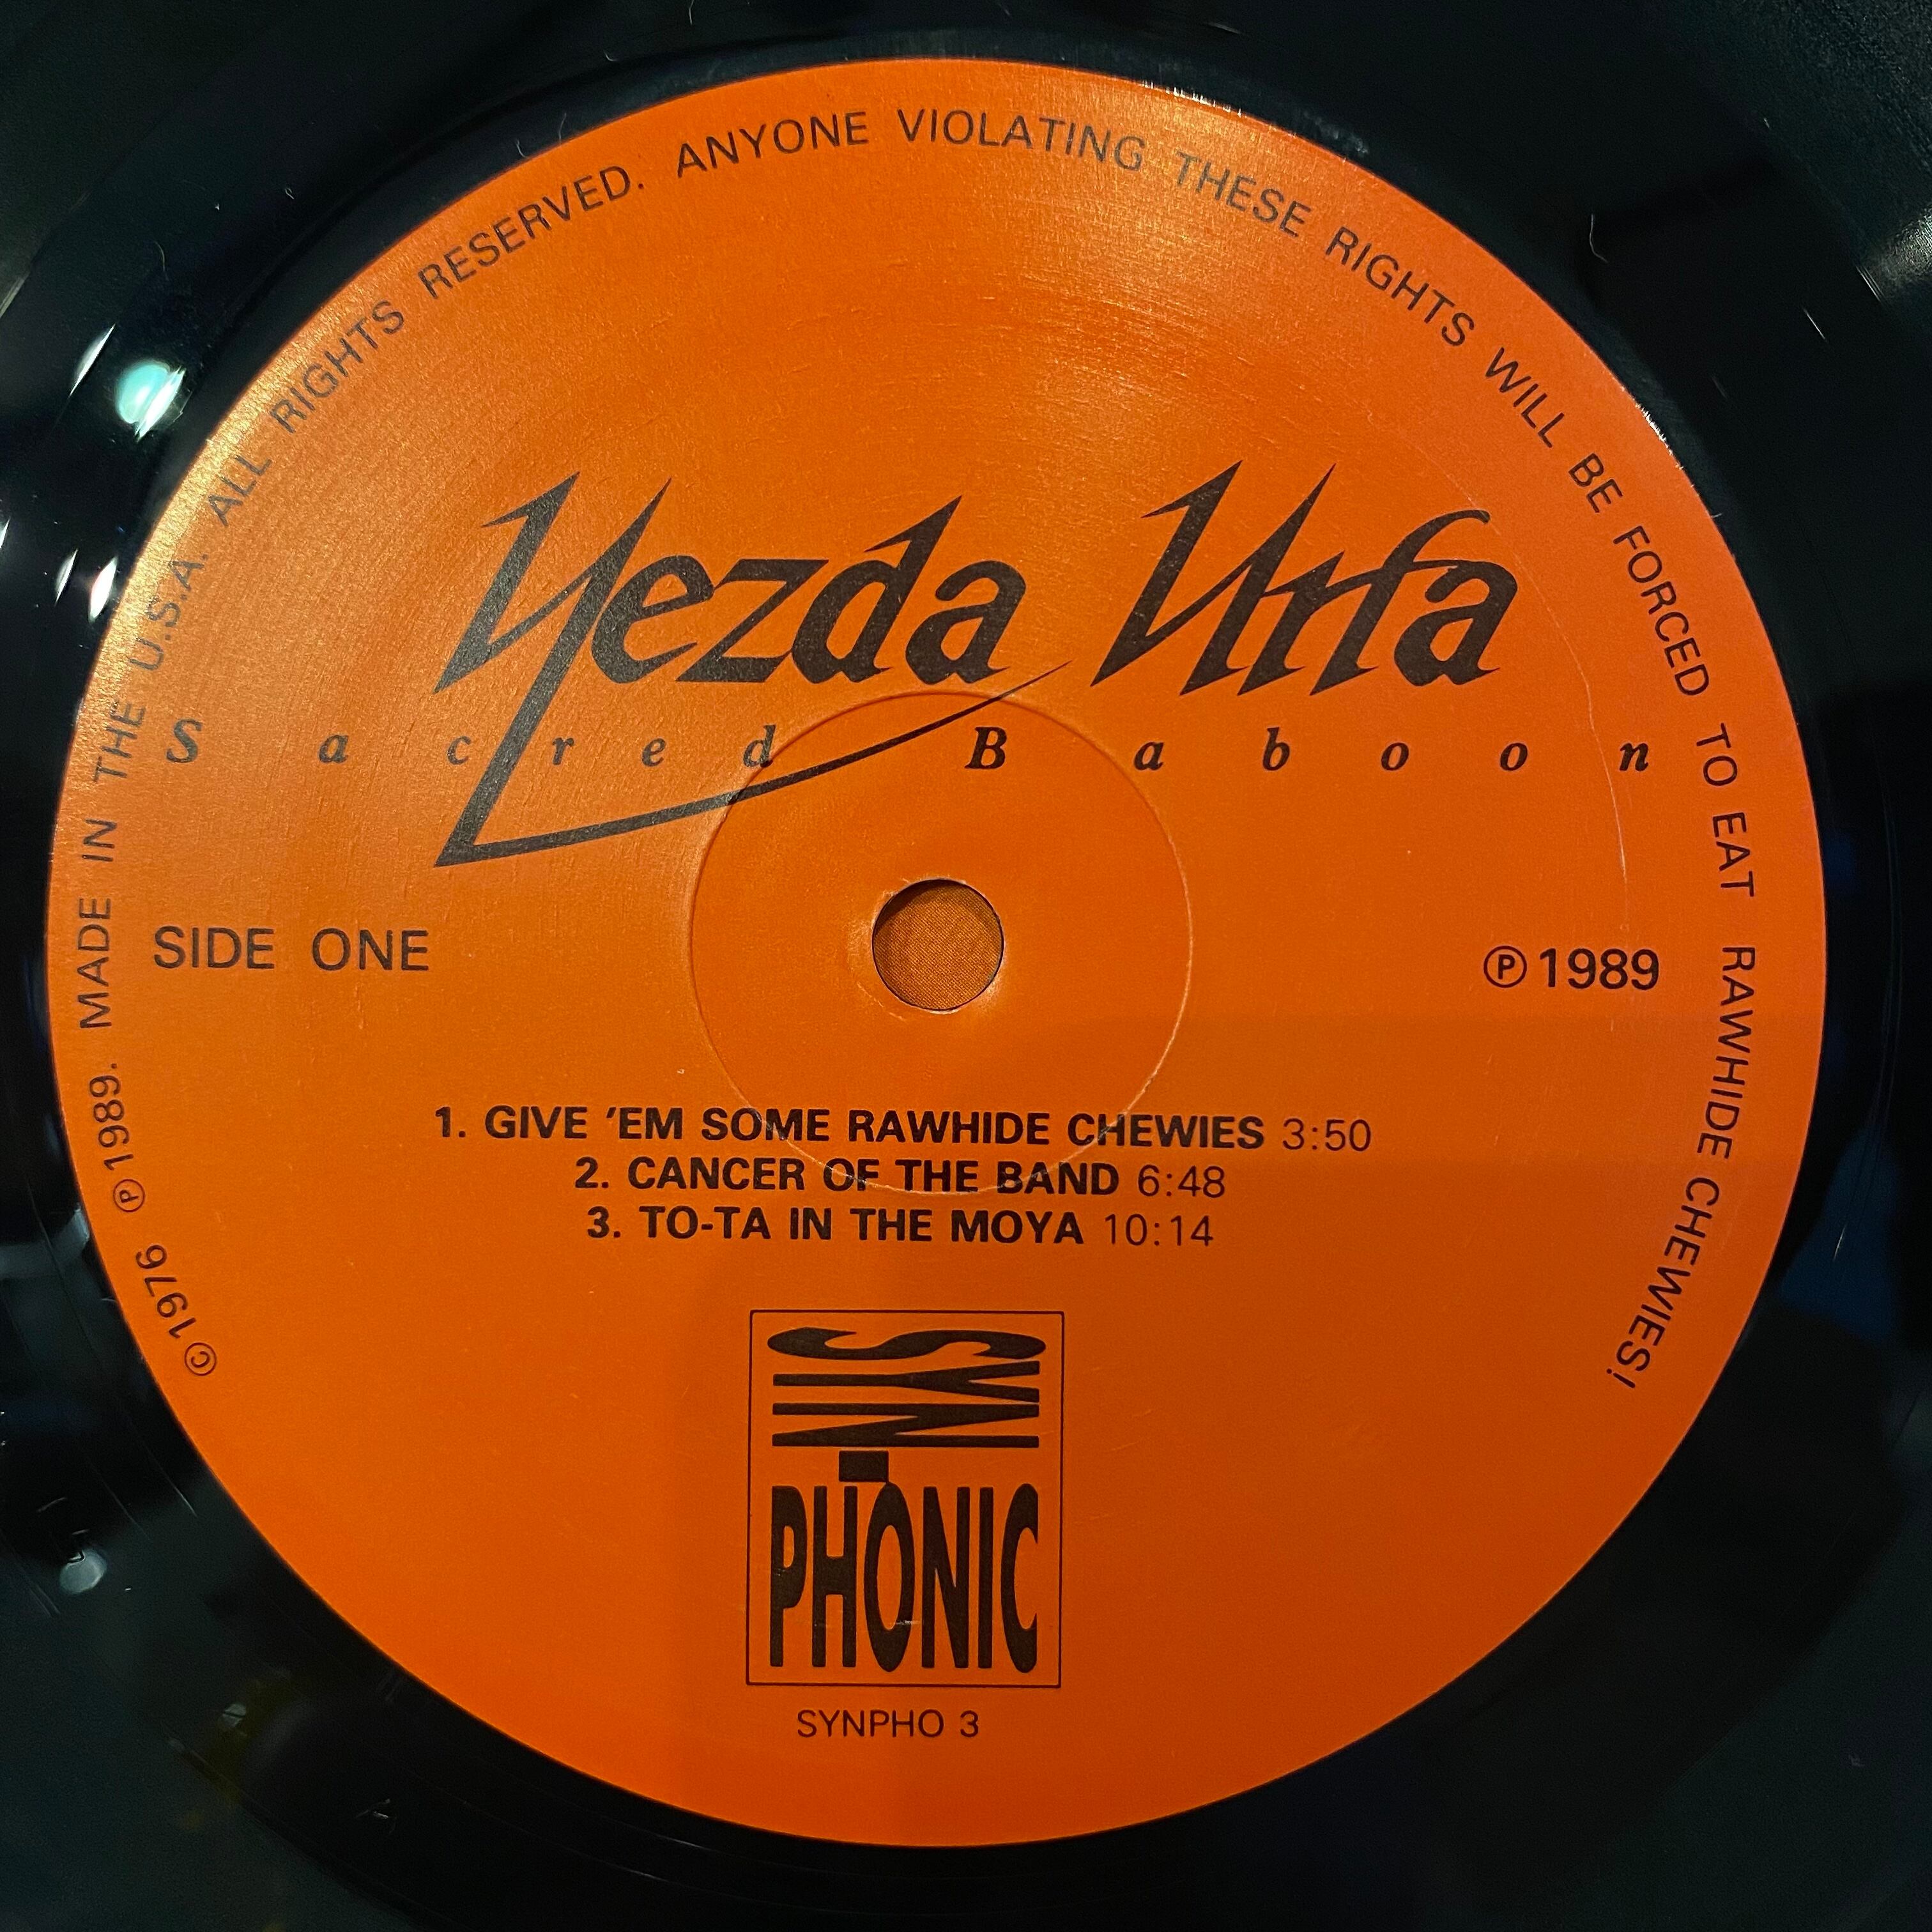 ©1976 ℗1989. MADE IN THE U.S.A. ALL RIGHTS RESERVED. ANYONE VIOLATING THESE RIGHTS WILL BE FORCED TO EAT RAWHIDE CHEWIES!
Yezda Urfa
Sacred Baboon
SIDE ONE
℗1989
1. GIVE 'EM SOME RAWHIDE CHEWIES 3:50
2. CANCER OF THE BAND 6:48
3. TO-TA IN THE MOYA 10:14
SYN-
PHONIC
SYNPHO 3